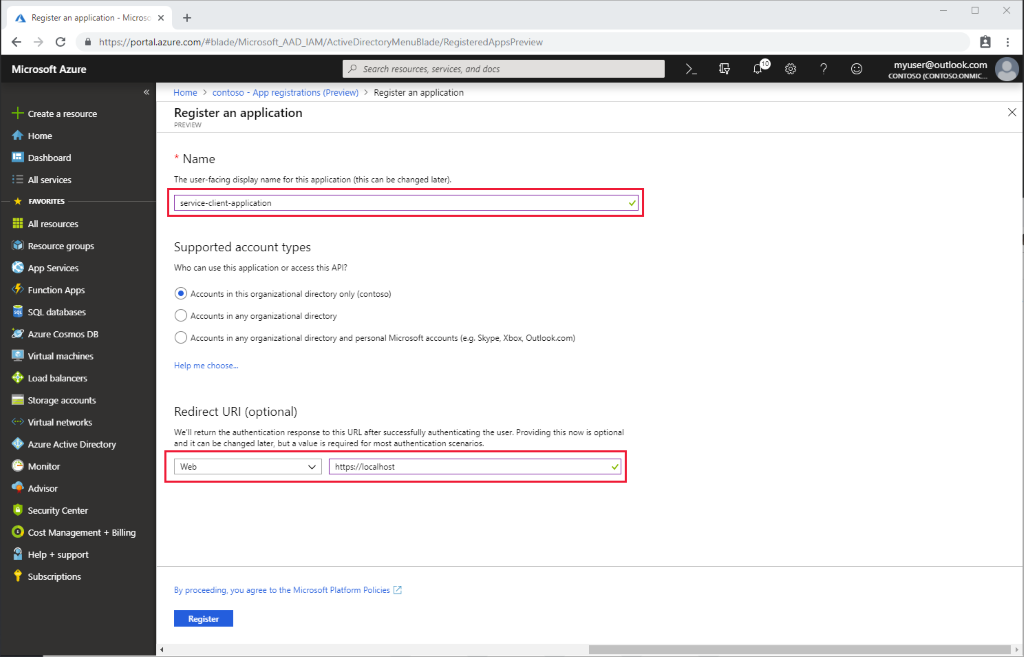 Register an application - Microso
https://portal.azure.com/#blade/Microsoft_AAD_IAM/ActiveDirectoryMenuBlade/RegisteredAppsPreview
Microsoft Azure
Search resources, services, and docs
10
myuser@outlook.com
CONTOSO (CONTOSO.ONMIC...
Create a resource
Home
Dashboard
All services
FAVORITES
All resources
Resource groups
App Services
Function Apps
SQL databases
Azure Cosmos DB
Virtual machines
Load balancers
Storage accounts
Virtual networks
Azure Active Directory
Monitor
Advisor
Security Center
Cost Management + Billing
Help + support
Subscriptions
Home > contoso - App registrations (Preview) > Register an application
Register an application
PREVIEW
* Name
The user-facing display name for this application (this can be changed later).
service-client-application
Supported account types
Who can use this application or access this API?
Accounts in this organizational directory only (contoso)
Accounts in any organizational directory
Accounts in any organizational directory and personal Microsoft accounts (e.g. Skype, Xbox, Outlook.com)
Help me choose...
Redirect URI (optional)
We'll return the authentication response to this URL after successfully authenticating the user. Providing this now is optional
and it can be changed later, but a value is required for most authentication scenarios.
Web
https://localhost
By proceeding, you agree to the Microsoft Platform Policies
Register